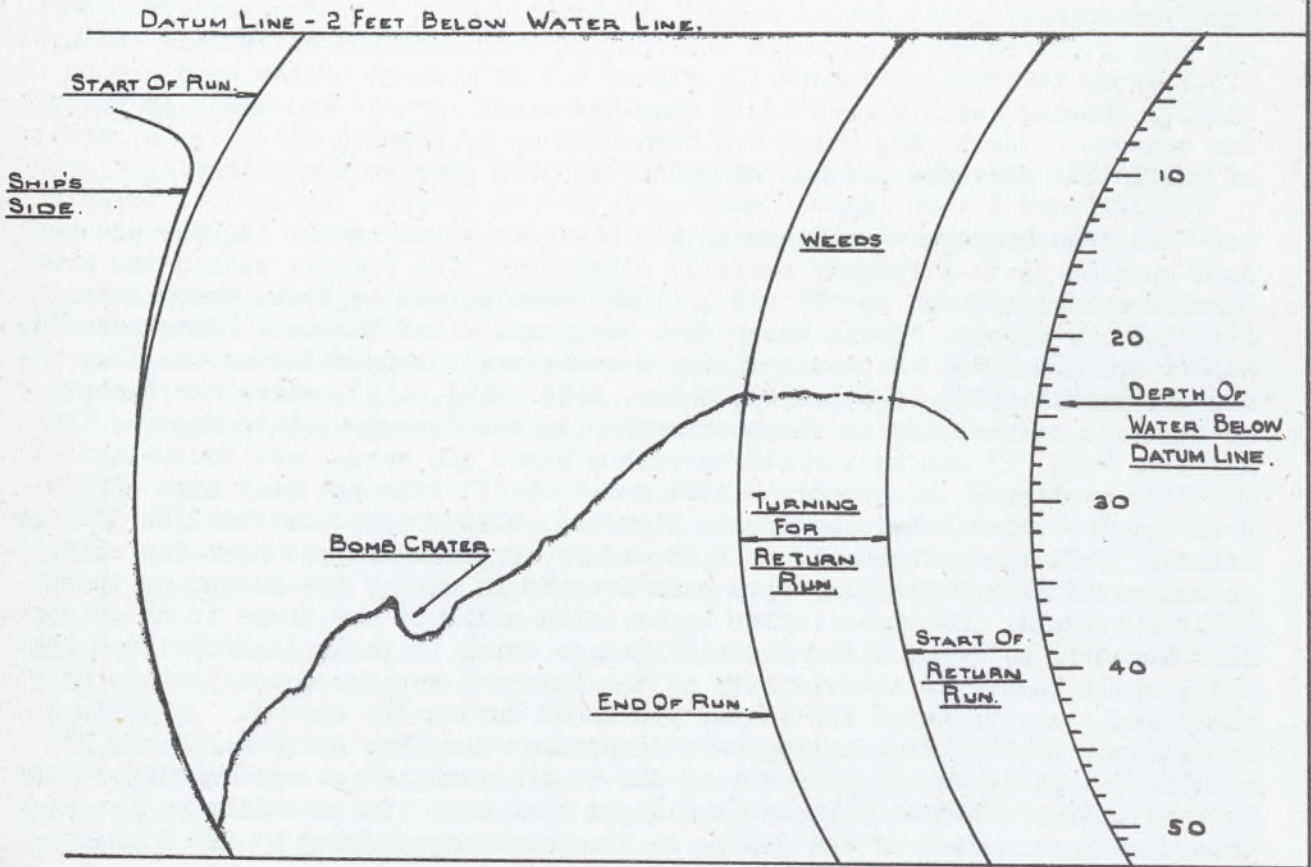 DATUM LINE - 2 FEET BELOW WATER LINE.
START OF RUN.
SHIP'S
SIDE.
10
WEEDS
20
DEPTH OF
WATER BELOW
DATUM LINE.
30
TURNING
FOR
RETURN
RUN.
BOMB CRATER
START OF
RETURN
RUN.
40
END OF RUN.
50